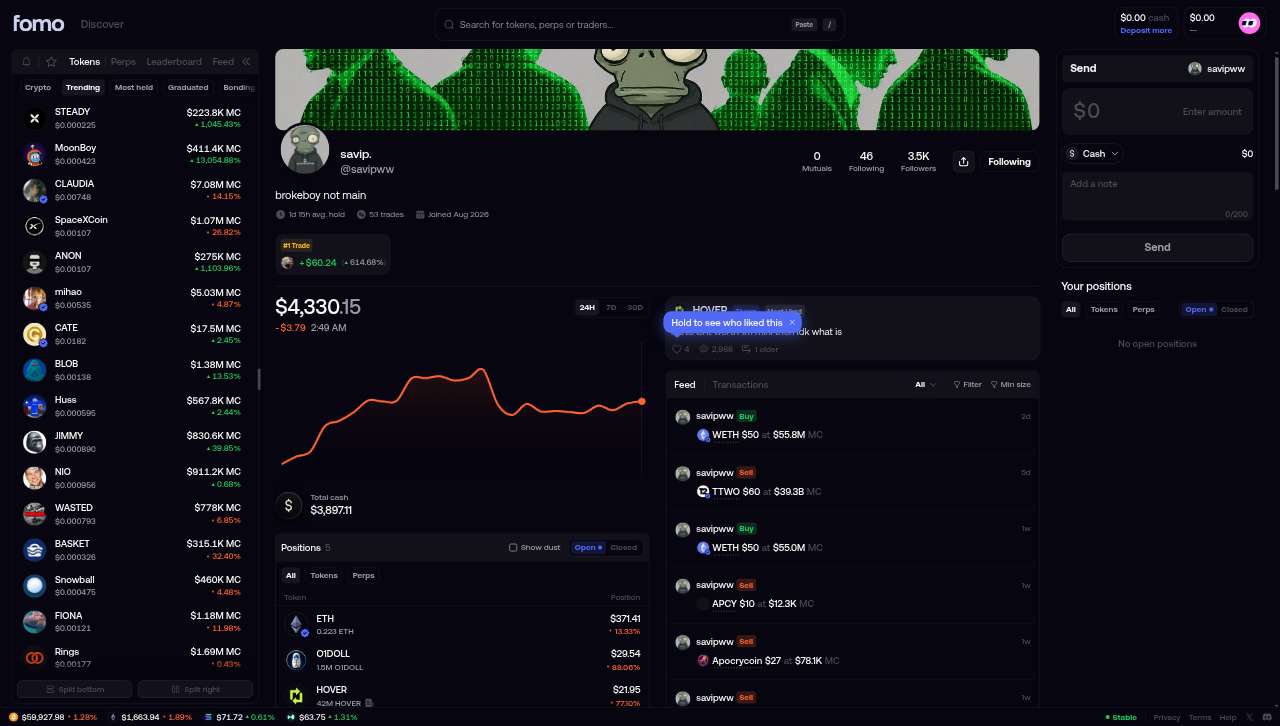 fomo
Discover
Search for tokens, perps or traders...
Paste
/
$0.00 cash
Deposit more
$0.00
—
Tokens Perps Leaderboard Feed
Crypto Trending Most held Graduated Bonding
STEADY $223.8K MC
$0.000225 1,045.43%
MoonBoy $411.4K MC
$0.000423 13,054.88%
CLAUDIA $7.08M MC
$0.00748 14.15%
SpaceXCoin $1.07M MC
$0.00107 26.82%
ANON $275K MC
$0.00107 1,103.96%
mihao $5.03M MC
$0.00535 4.87%
CATE $17.5M MC
$0.0182 2.45%
BLOB $1.38M MC
$0.00138 13.53%
Huss $567.8K MC
$0.000595 2.44%
JIMMY $830.6K MC
$0.000890 39.85%
NIO $911.2K MC
$0.000956 0.68%
WASTED $778K MC
$0.000793 6.85%
BASKET $315.1K MC
$0.000326 32.40%
Snowball $460K MC
$0.000475 4.48%
FIONA $1.18M MC
$0.00121 11.98%
Rings $1.69M MC
$0.00177 0.43%
Split bottom Split right
savip.
@savipww
0 Mutuals
46 Following
3.5K Followers
Following
brokeboy not main
1d 15h avg. hold 53 trades Joined Aug 2026
#1 Trade
+$60.24 614.68%
$4,330.15
-$3.79 2:49 AM
24H 7D 30D
Total cash
$3,897.11
Positions 5
Show dust
Open Closed
All Tokens Perps
Token Position
ETH $371.41
0.223 ETH 13.33%
O1DOLL $29.54
1.5M O1DOLL 88.06%
HOVER $21.95
42M HOVER 77.10%
HOVER
Hold to see who liked this ×
idk what is
4 2,988 1 older
Feed Transactions
All Filter Min size
savipww Buy 2d
WETH $50 at $55.8M MC
savipww Sell 5d
TTWO $60 at $39.3B MC
savipww Buy 1w
WETH $50 at $55.0M MC
savipww Sell 1w
APCY $10 at $12.3K MC
savipww Sell 1w
Apocrycoin $27 at $78.1K MC
savipww Sell 1w
Send savipww
$0 Enter amount
$ Cash $0
Add a note
0/200
Send
Your positions
All Tokens Perps Open Closed
No open positions
$59,927.98 1.28% $1,663.94 1.89% $71.72 0.61% $63.75 1.31%
Stable Privacy Terms Help